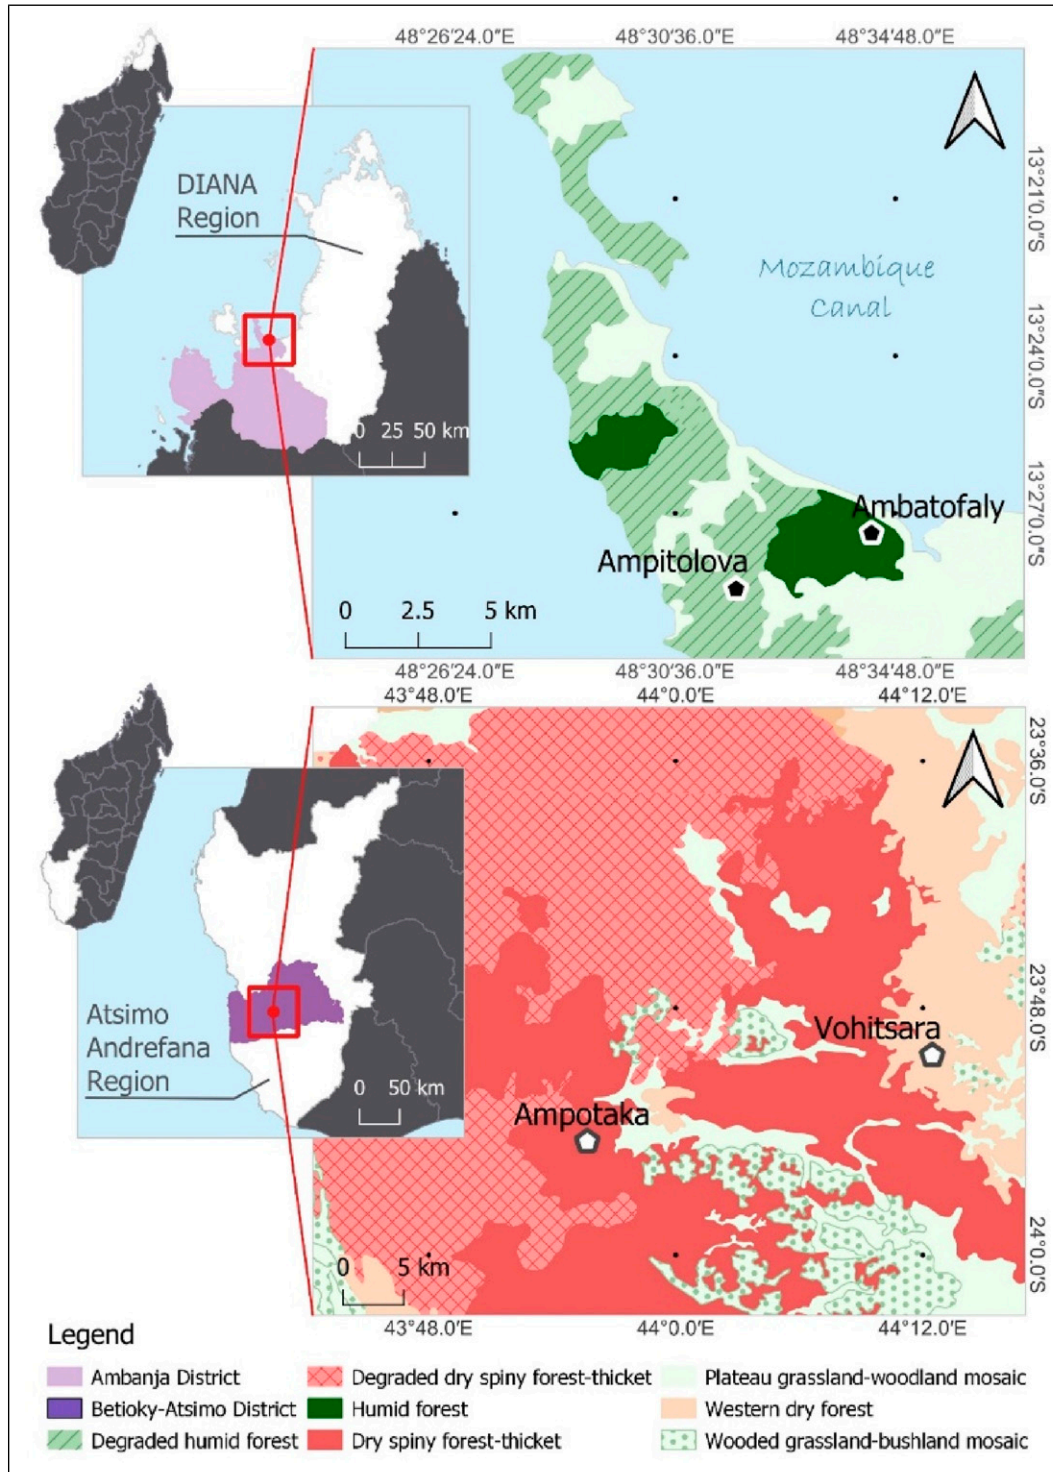 48°26'24.0"E 48°30'36.0"E 48°34'48.0"E
DIANA
Region
0 25 50 km
13°21'0.0"S
13°24'0.0"S
13°27'0.0"S
Mozambique
Canal
Ambatofaly
Ampitolova
0 2.5 5 km
48°26'24.0"E 48°30'36.0"E 48°34'48.0"E
43°48.0'E 44°0.0'E 44°12.0'E
23°36.0'S
23°48.0'S
24°0.0'S
Atsimo
Andrefana
Region
0 50 km
Vohitsara
Ampotaka
0 5 km
43°48.0'E 44°0.0'E 44°12.0'E
Legend
Ambanja District
Betioky-Atsimo District
Degraded humid forest
Degraded dry spiny forest-thicket
Humid forest
Dry spiny forest-thicket
Plateau grassland-woodland mosaic
Western dry forest
Wooded grassland-bushland mosaic